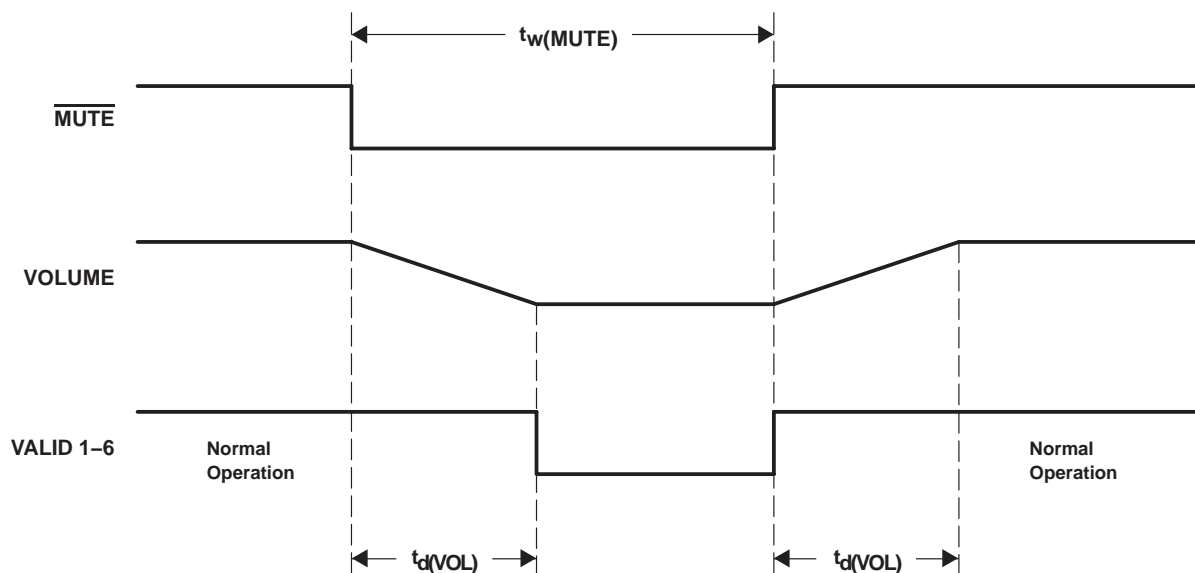 tw(MUTE)
MUTE
VOLUME
VALID 1–6
Normal
Operation
Normal
Operation
td(VOL)
td(VOL)